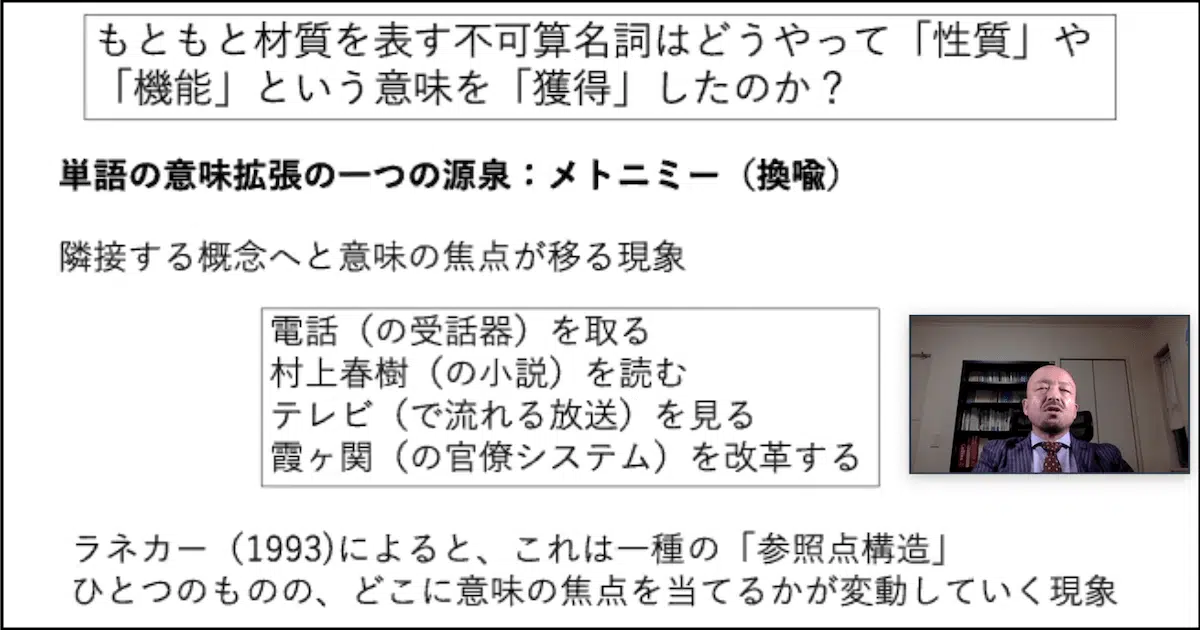 もともと材質を表す不可算名詞はどうやって「性質」や
「機能」という意味を「獲得」したのか？
単語の意味拡張の一つの源泉：メトニミー（換喩）
隣接する概念へと意味の焦点が移る現象
電話（の受話器）を取る
村上春樹（の小説）を読む
テレビ（で流れる放送）を見る
霞ヶ関（の官僚システム）を改革する
ラネカー（1993)によると、これは一種の「参照点構造」
ひとつのものの、どこに意味の焦点を当てるかが変動していく現象